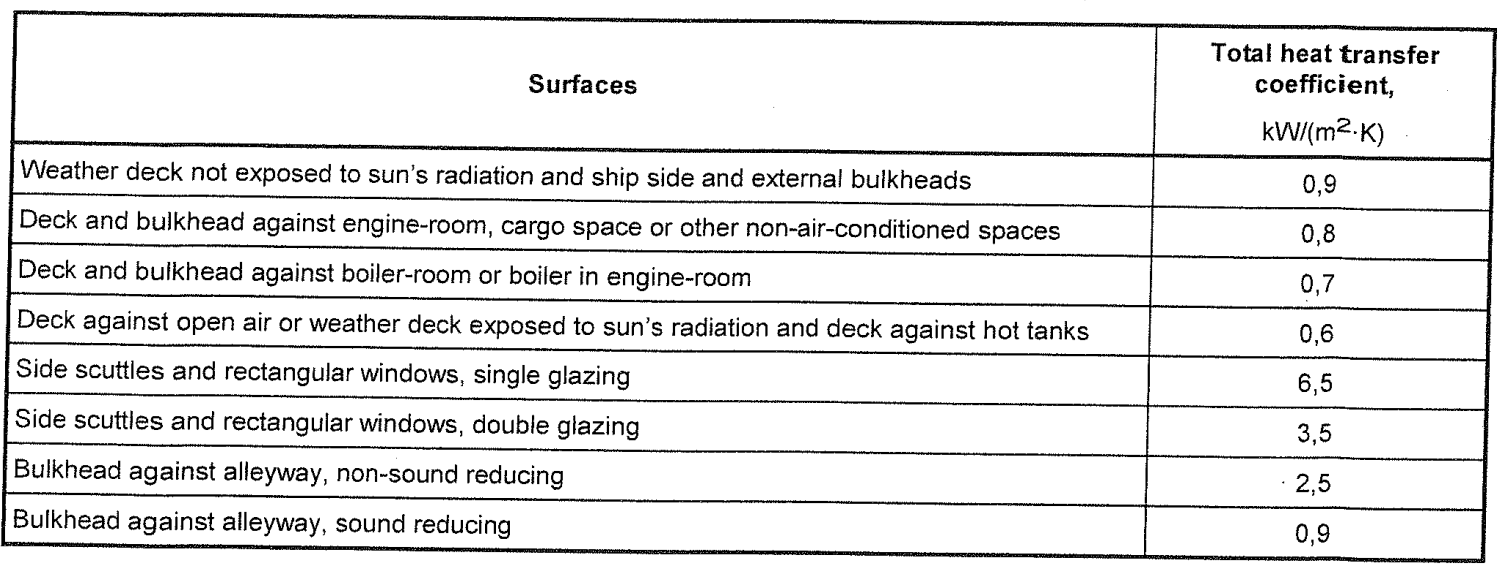 Surfaces
Total heat transfer
coefficient,
kW/(m²·K)
Weather deck not exposed to sun's radiation and ship side and external bulkheads
0,9
Deck and bulkhead against engine-room, cargo space or other non-air-conditioned spaces
0,8
Deck and bulkhead against boiler-room or boiler in engine-room
0,7
Deck against open air or weather deck exposed to sun's radiation and deck against hot tanks
0,6
Side scuttles and rectangular windows, single glazing
6,5
Side scuttles and rectangular windows, double glazing
3,5
Bulkhead against alleyway, non-sound reducing
2,5
Bulkhead against alleyway, sound reducing
0,9